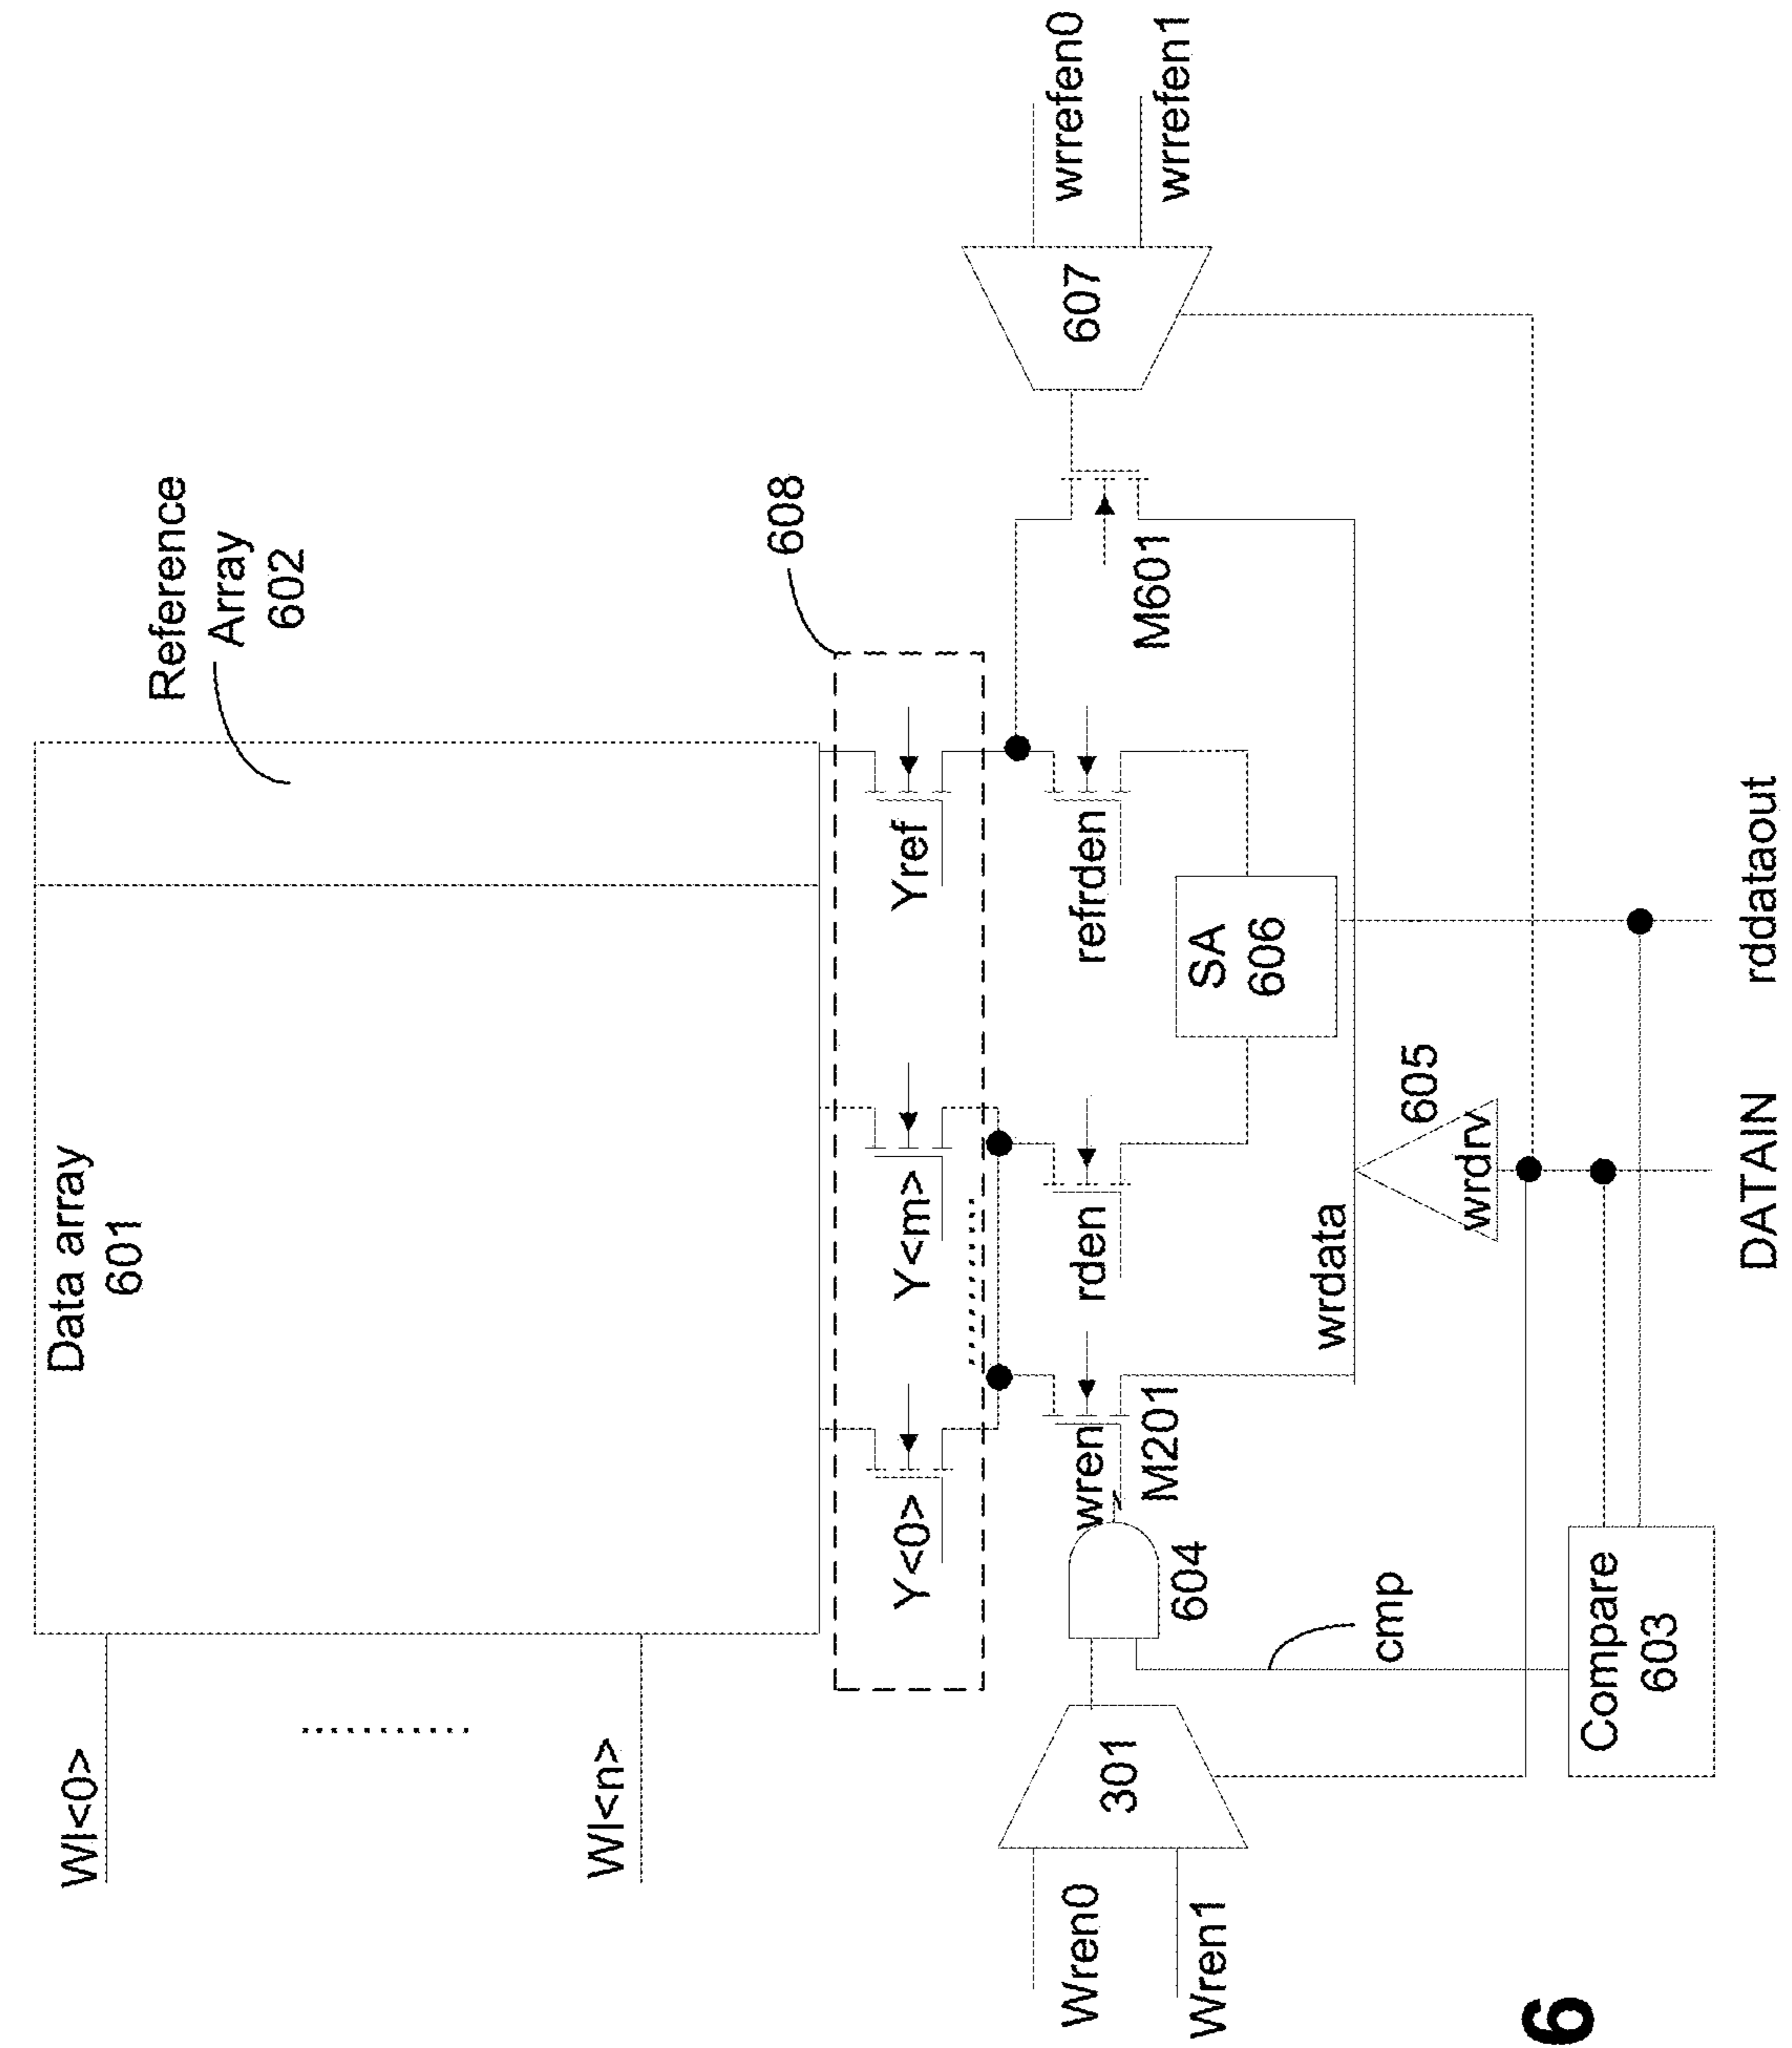 Data array
601
Reference
Array
602
Wl<0>
Wl<n>
608
Y<0>
Y<m>
Yref
wren
rden
refrden
M201
M601
SA
606
607
wrrefen0
wrrefen1
301
Wren0
Wren1
604
cmp
wrdata
605
wrdrv
Compare
603
DATAIN
rddataout
6